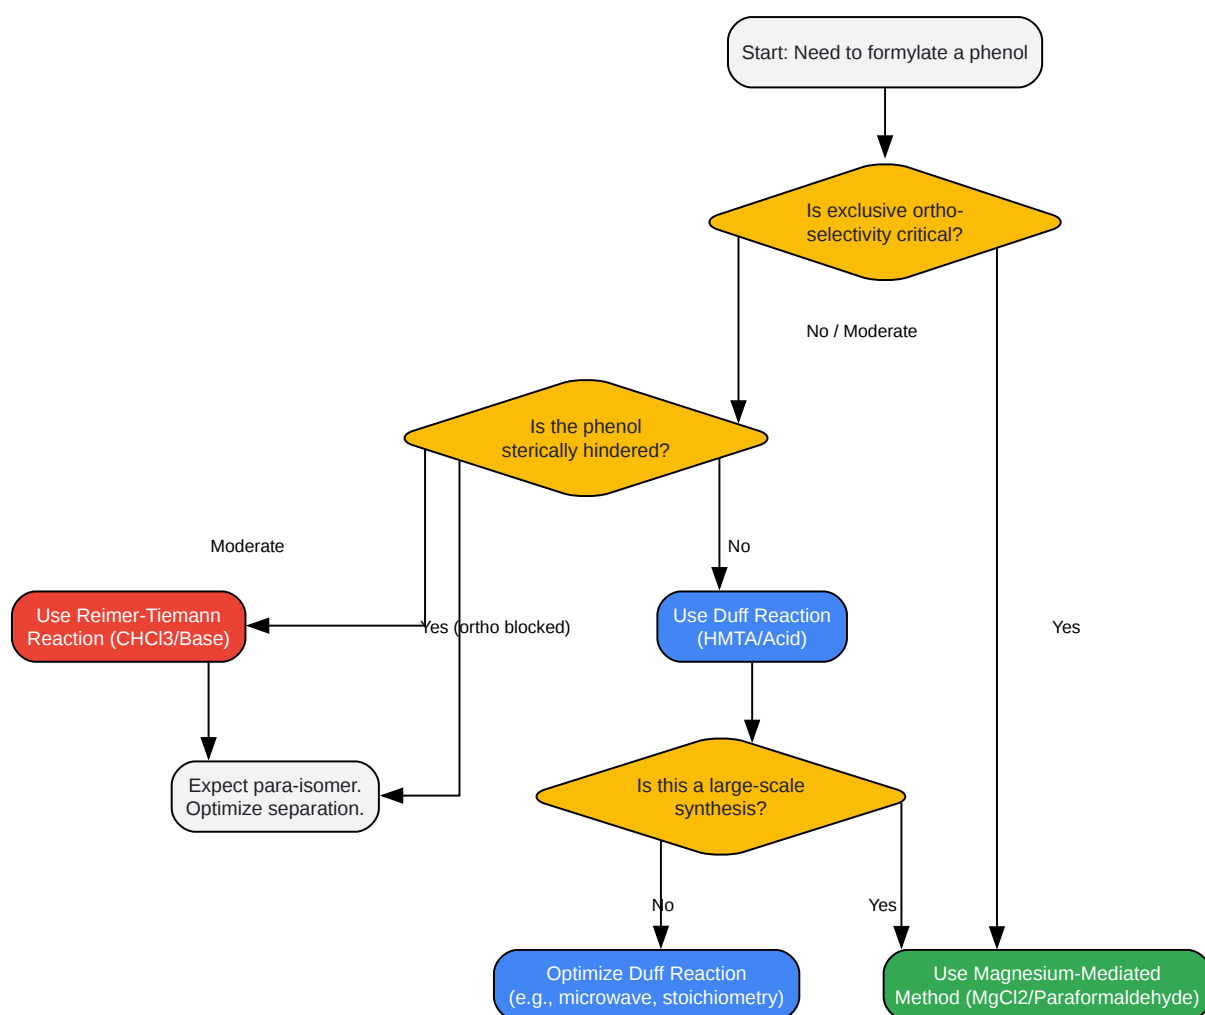 Start: Need to formylate a phenol
Is exclusive ortho-
selectivity critical?
No / Moderate
Is the phenol
sterically hindered?
Moderate
No
Use Reimer-Tiemann
Reaction (CHCl3/Base)
Yes (ortho blocked)
Use Duff Reaction
(HMTA/Acid)
Yes
Expect para-isomer.
Optimize separation.
Is this a large-scale
synthesis?
No
Yes
Optimize Duff Reaction
(e.g., microwave, stoichiometry)
Use Magnesium-Mediated
Method (MgCl2/Paraformaldehyde)